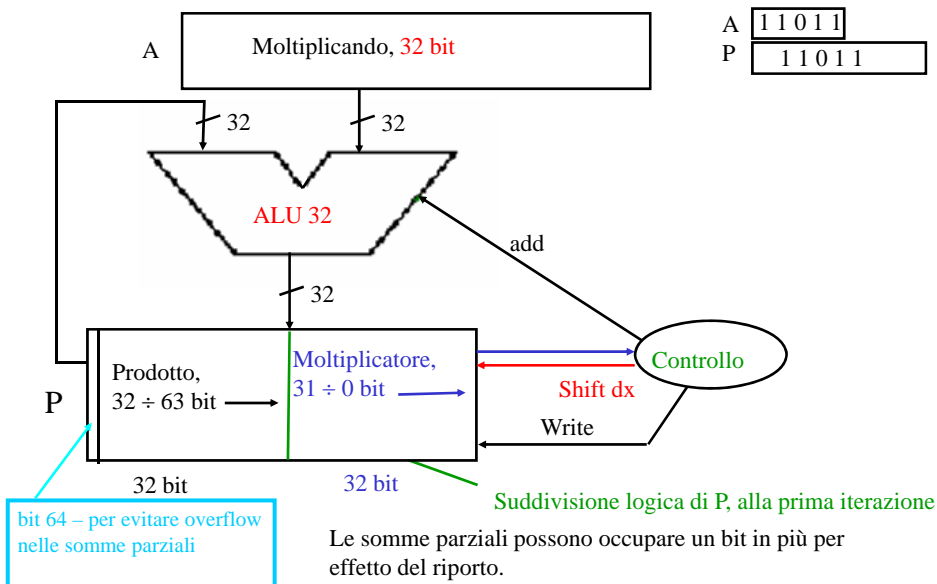 A
Moltiplicando, 32 bit
A 1 1 0 1 1
P 1 1 0 1 1
32
32
ALU 32
add
32
P
Prodotto,
32 ÷ 63 bit
Moltiplicatore,
31 ÷ 0 bit
Controllo
Shift dx
Write
32 bit
32 bit
Suddivisione logica di P, alla prima iterazione
bit 64 – per evitare overflow
nelle somme parziali
Le somme parziali possono occupare un bit in più per
effetto del riporto.